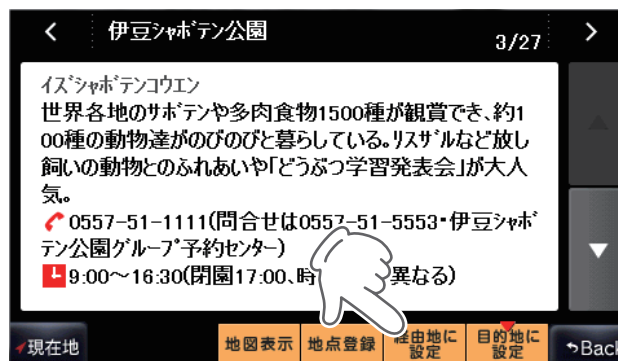 伊豆シャボテン公園
3/27
イズシャボテンコウエン
世界各地のサボテンや多肉食物1500種が観賞でき、約1
00種の動物達がのびのびと暮らしている。リスザルなど放し
飼いの動物とのふれあいや「どうぶつ学習発表会」が大人
気。
0557-51-1111(問合せは0557-51-5553・伊豆シャボ
テン公園グループ予約センター)
9:00～16:30(閉園17:00、時 異なる)
現在地
地図表示
地点登録
経由地に
設定
目的地に
設定
Back